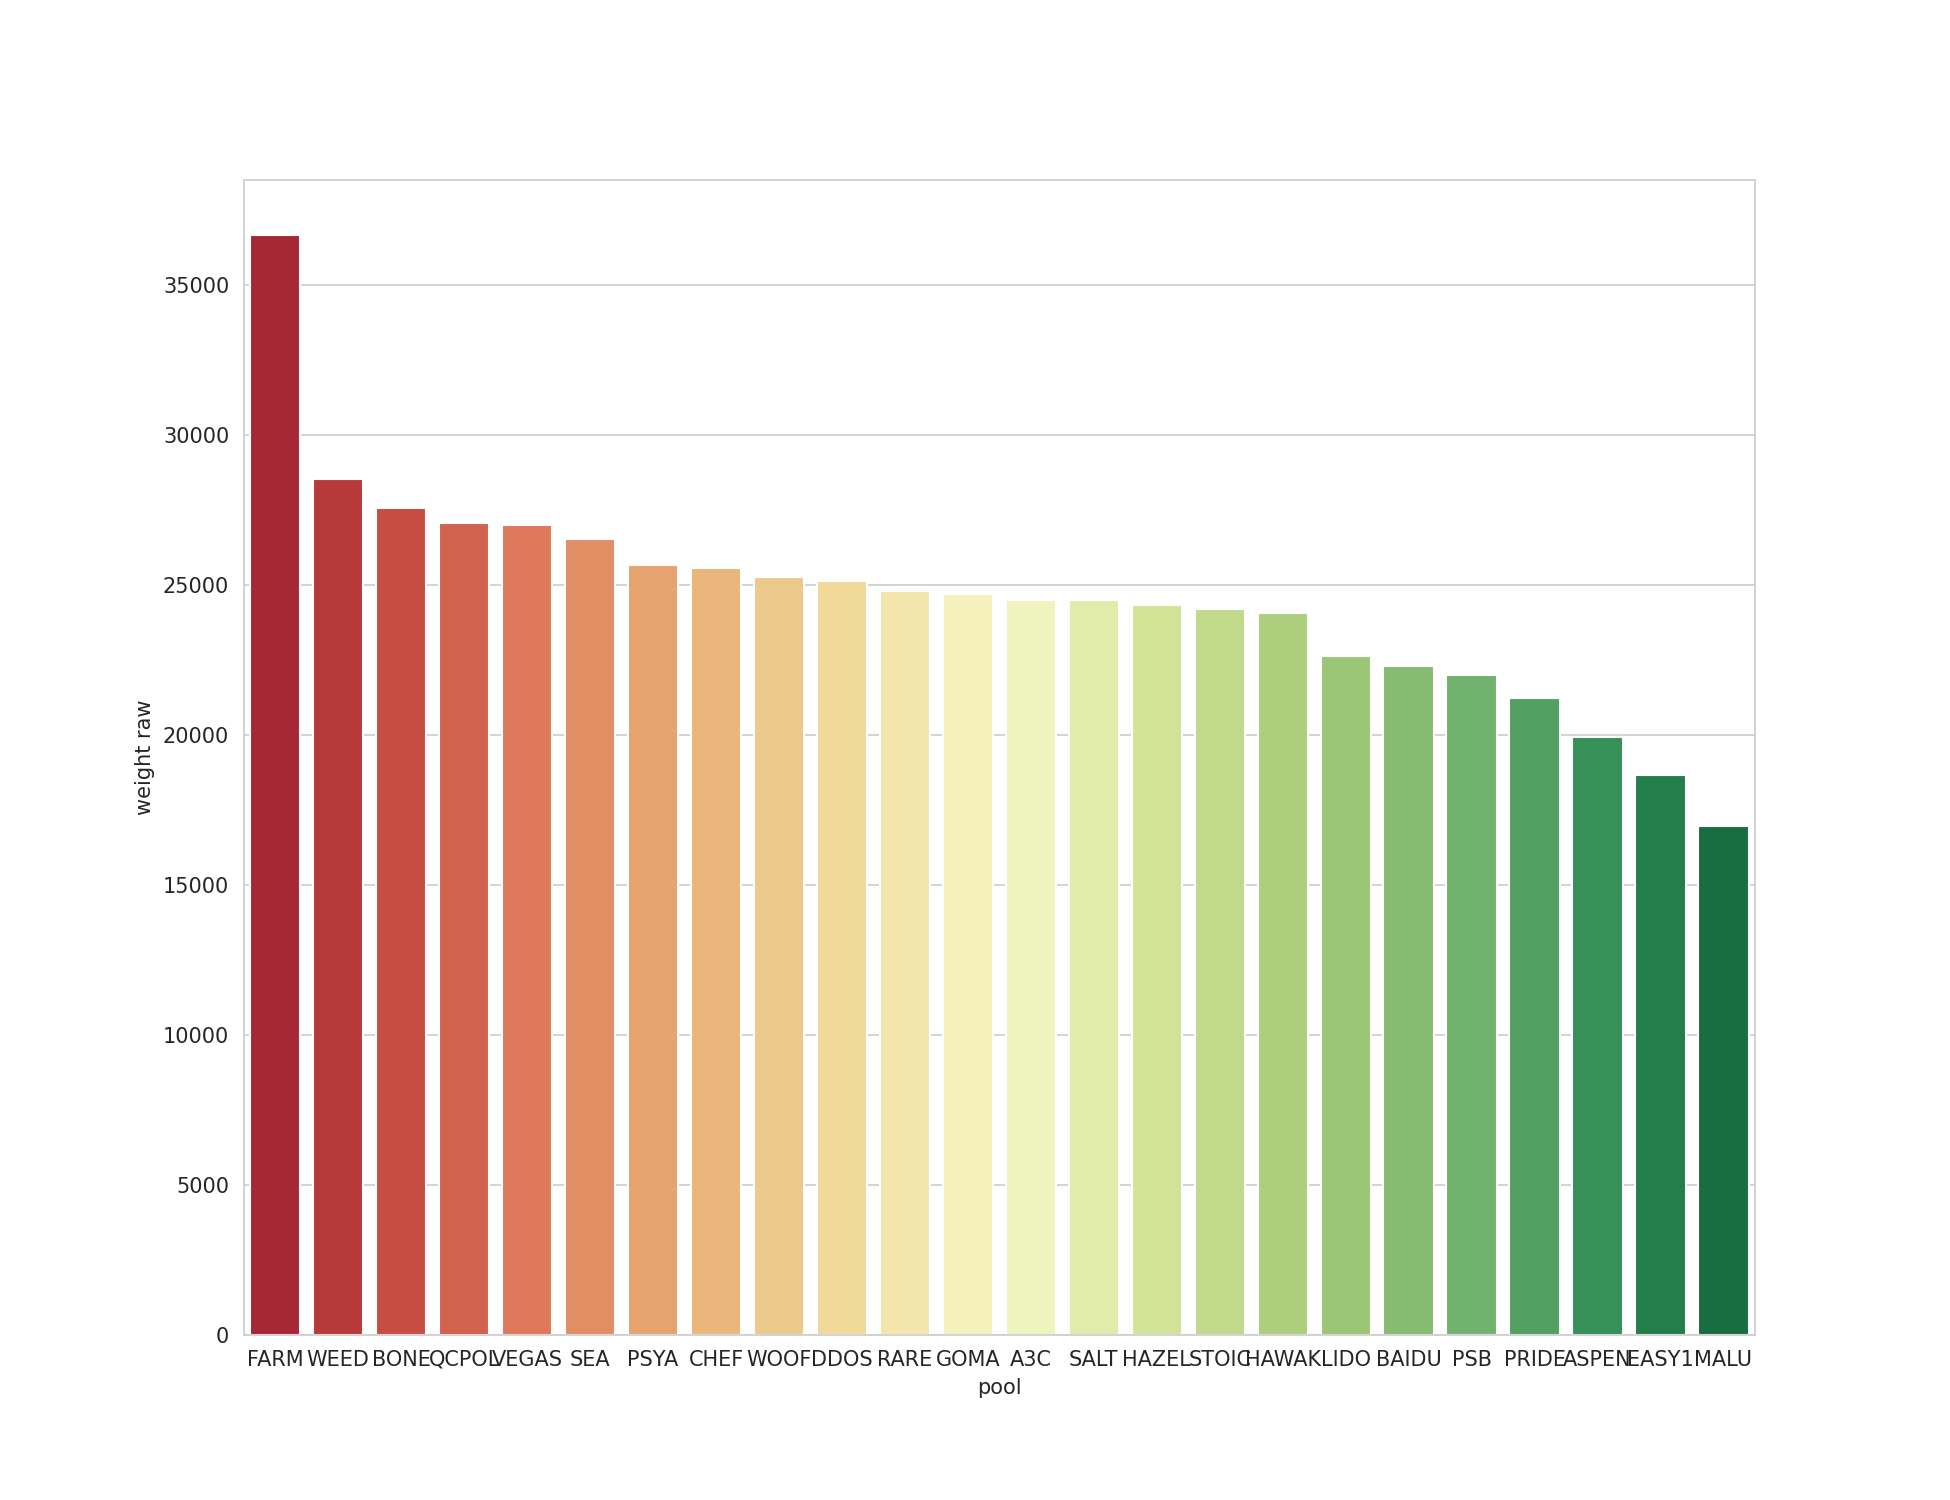 35000
30000
25000
20000
15000
10000
5000
0
weight raw
FARM WEED BONE QCPOL VEGAS SEA PSYA CHEF WOOF DDOS RARE GOMA A3C SALT HAZEL STOIC HAWAK LIDO BAIDU PSB PRIDE ASPEN EASY1 MALU
pool